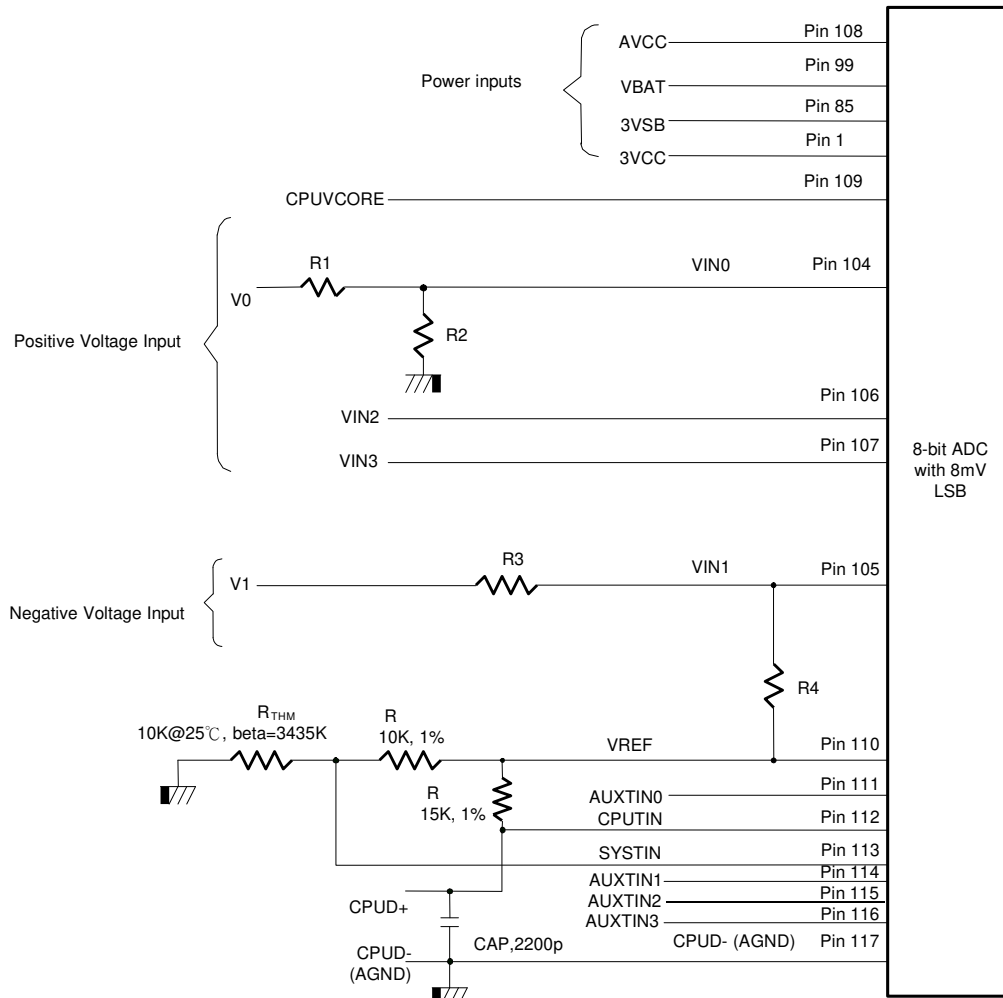 Pin 108
AVCC
Pin 99
Power inputs
VBAT
Pin 85
3VSB
Pin 1
3VCC
Pin 109
CPUVCORE
R1
VIN0
Pin 104
V0
R2
Positive Voltage Input
Pin 106
VIN2
Pin 107
VIN3
8-bit ADC
with 8mV
LSB
R3
VIN1
Pin 105
V1
Negative Voltage Input
R4
RTHM
10K@25℃, beta=3435K
R
10K, 1%
VREF
Pin 110
R
15K, 1%
Pin 111
AUXTIN0
CPUTIN
Pin 112
SYSTIN
Pin 113
Pin 114
AUXTIN1
Pin 115
AUXTIN2
Pin 116
AUXTIN3
CPUD+
CPUD- (AGND)
Pin 117
CAP,2200p
CPUD-
(AGND)